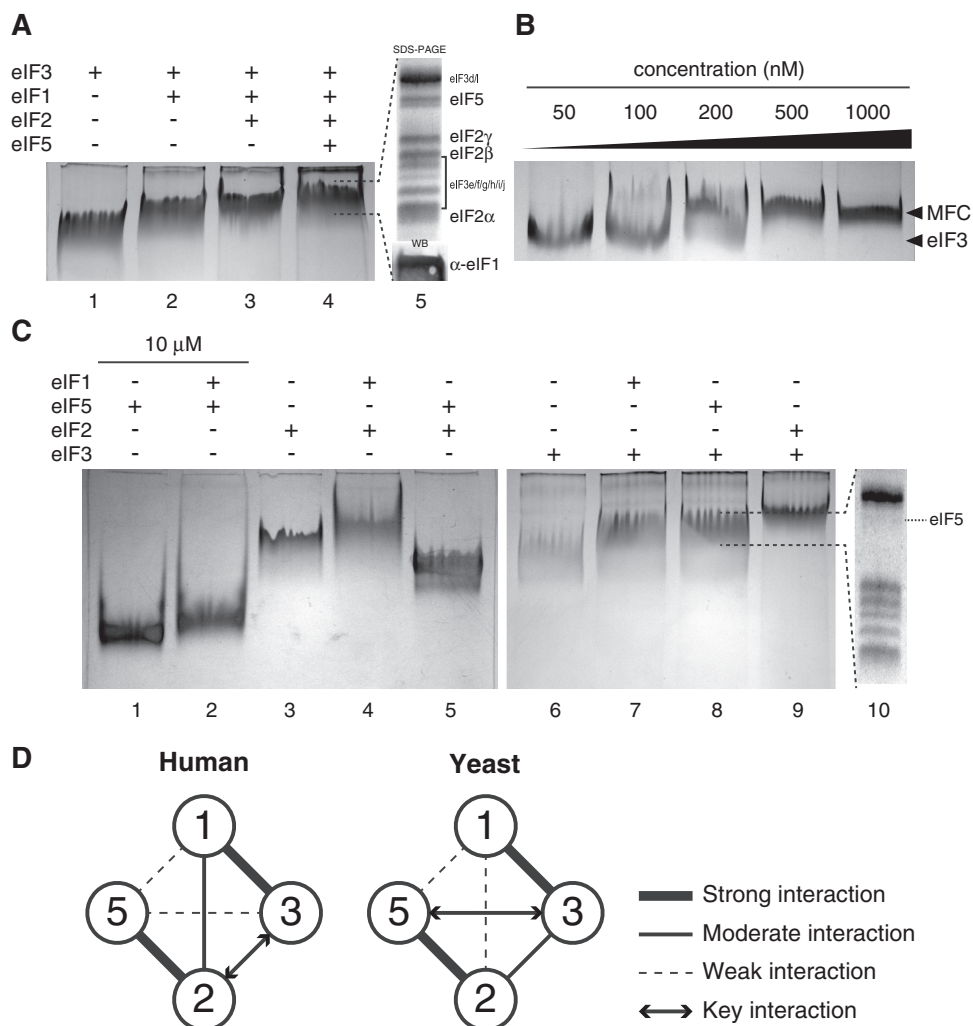 A
eIF3 + + + +
eIF1 - + + +
eIF2 - - + +
eIF5 - - - +
1 2 3 4 5
SDS-PAGE
eIF3d/l
eIF5
eIF2γ
eIF2β
eIF3e/f/g/h/i/j
eIF2α
WB
α-eIF1
B
concentration (nM)
50 100 200 500 1000
MFC
eIF3
C
10 μM
eIF1 - + - + - - + - -
eIF5 + + - - + - - + -
eIF2 - - + + + - - - +
eIF3 - - - - - + + + +
eIF5
1 2 3 4 5 6 7 8 9 10
D
Human
1
5 3
2
Yeast
1
5 3
2
Strong interaction
Moderate interaction
Weak interaction
Key interaction